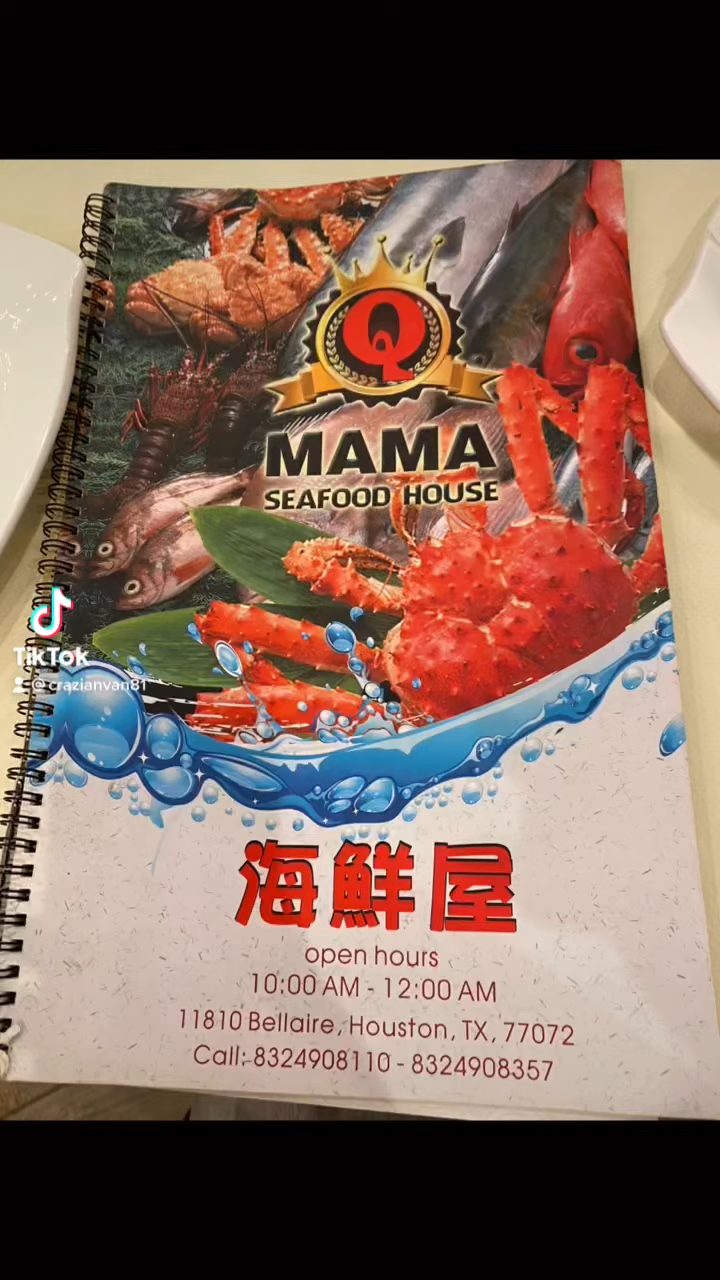 Q
MAMA
SEAFOOD HOUSE
TikTok
@crazianvan81
海鮮屋
open hours
10:00 AM - 12:00 AM
11810 Bellaire, Houston, TX, 77072
Call: 8324908110 - 8324908357